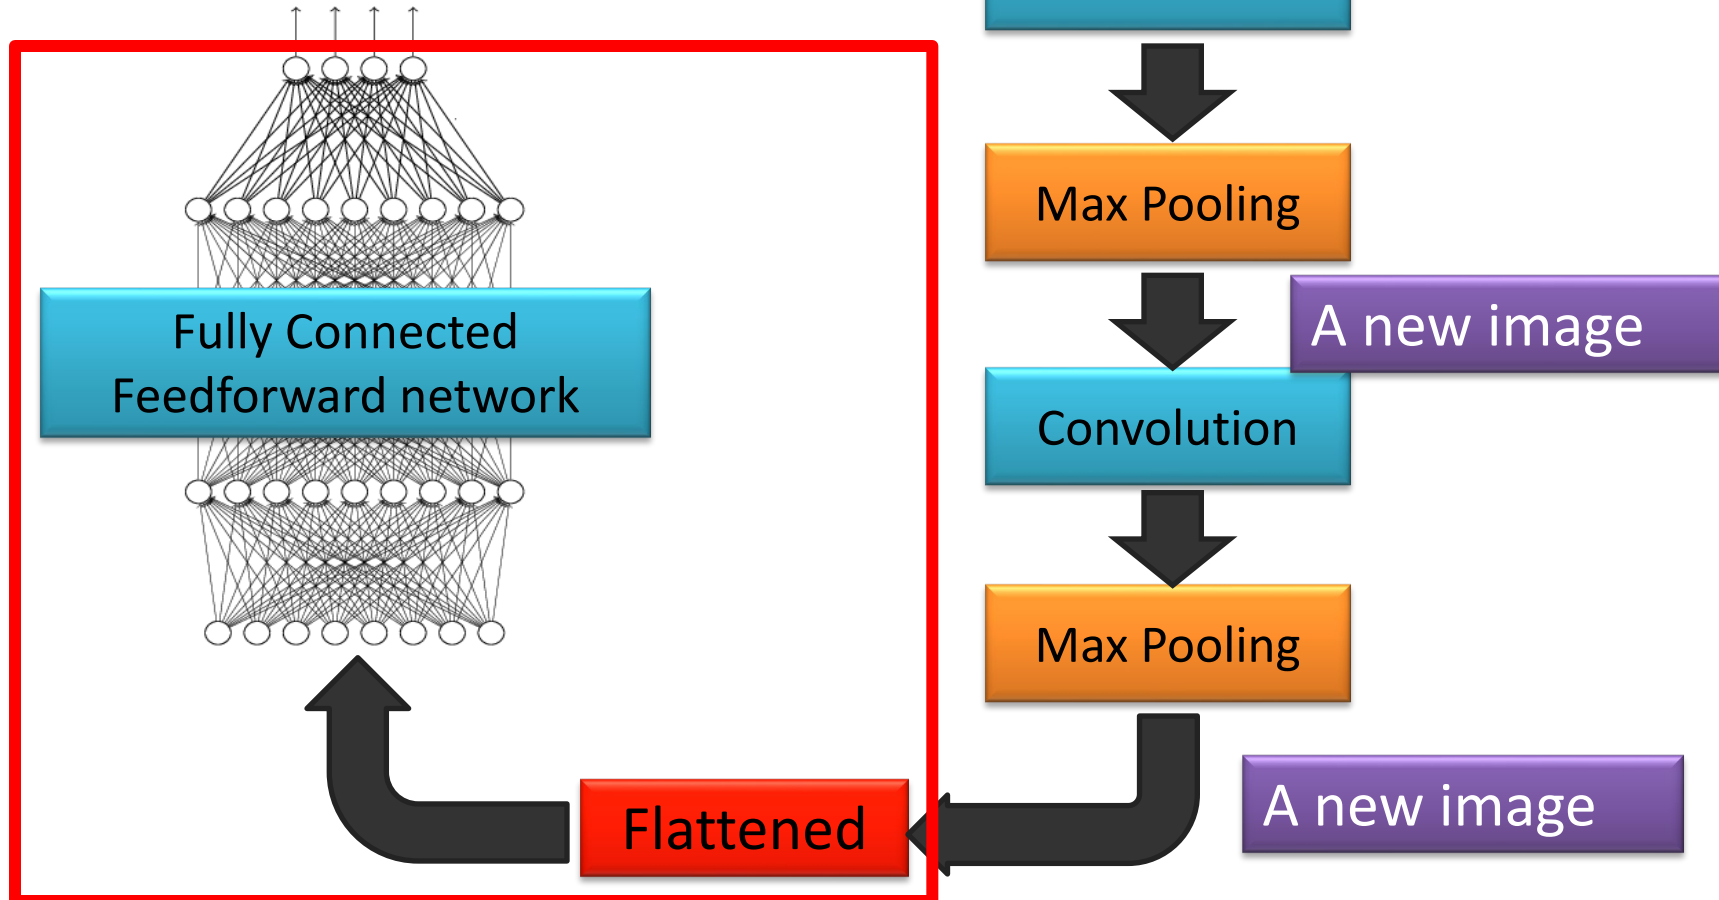 Max Pooling
A new image
Fully Connected
Feedforward network
Convolution
Max Pooling
A new image
Flattened